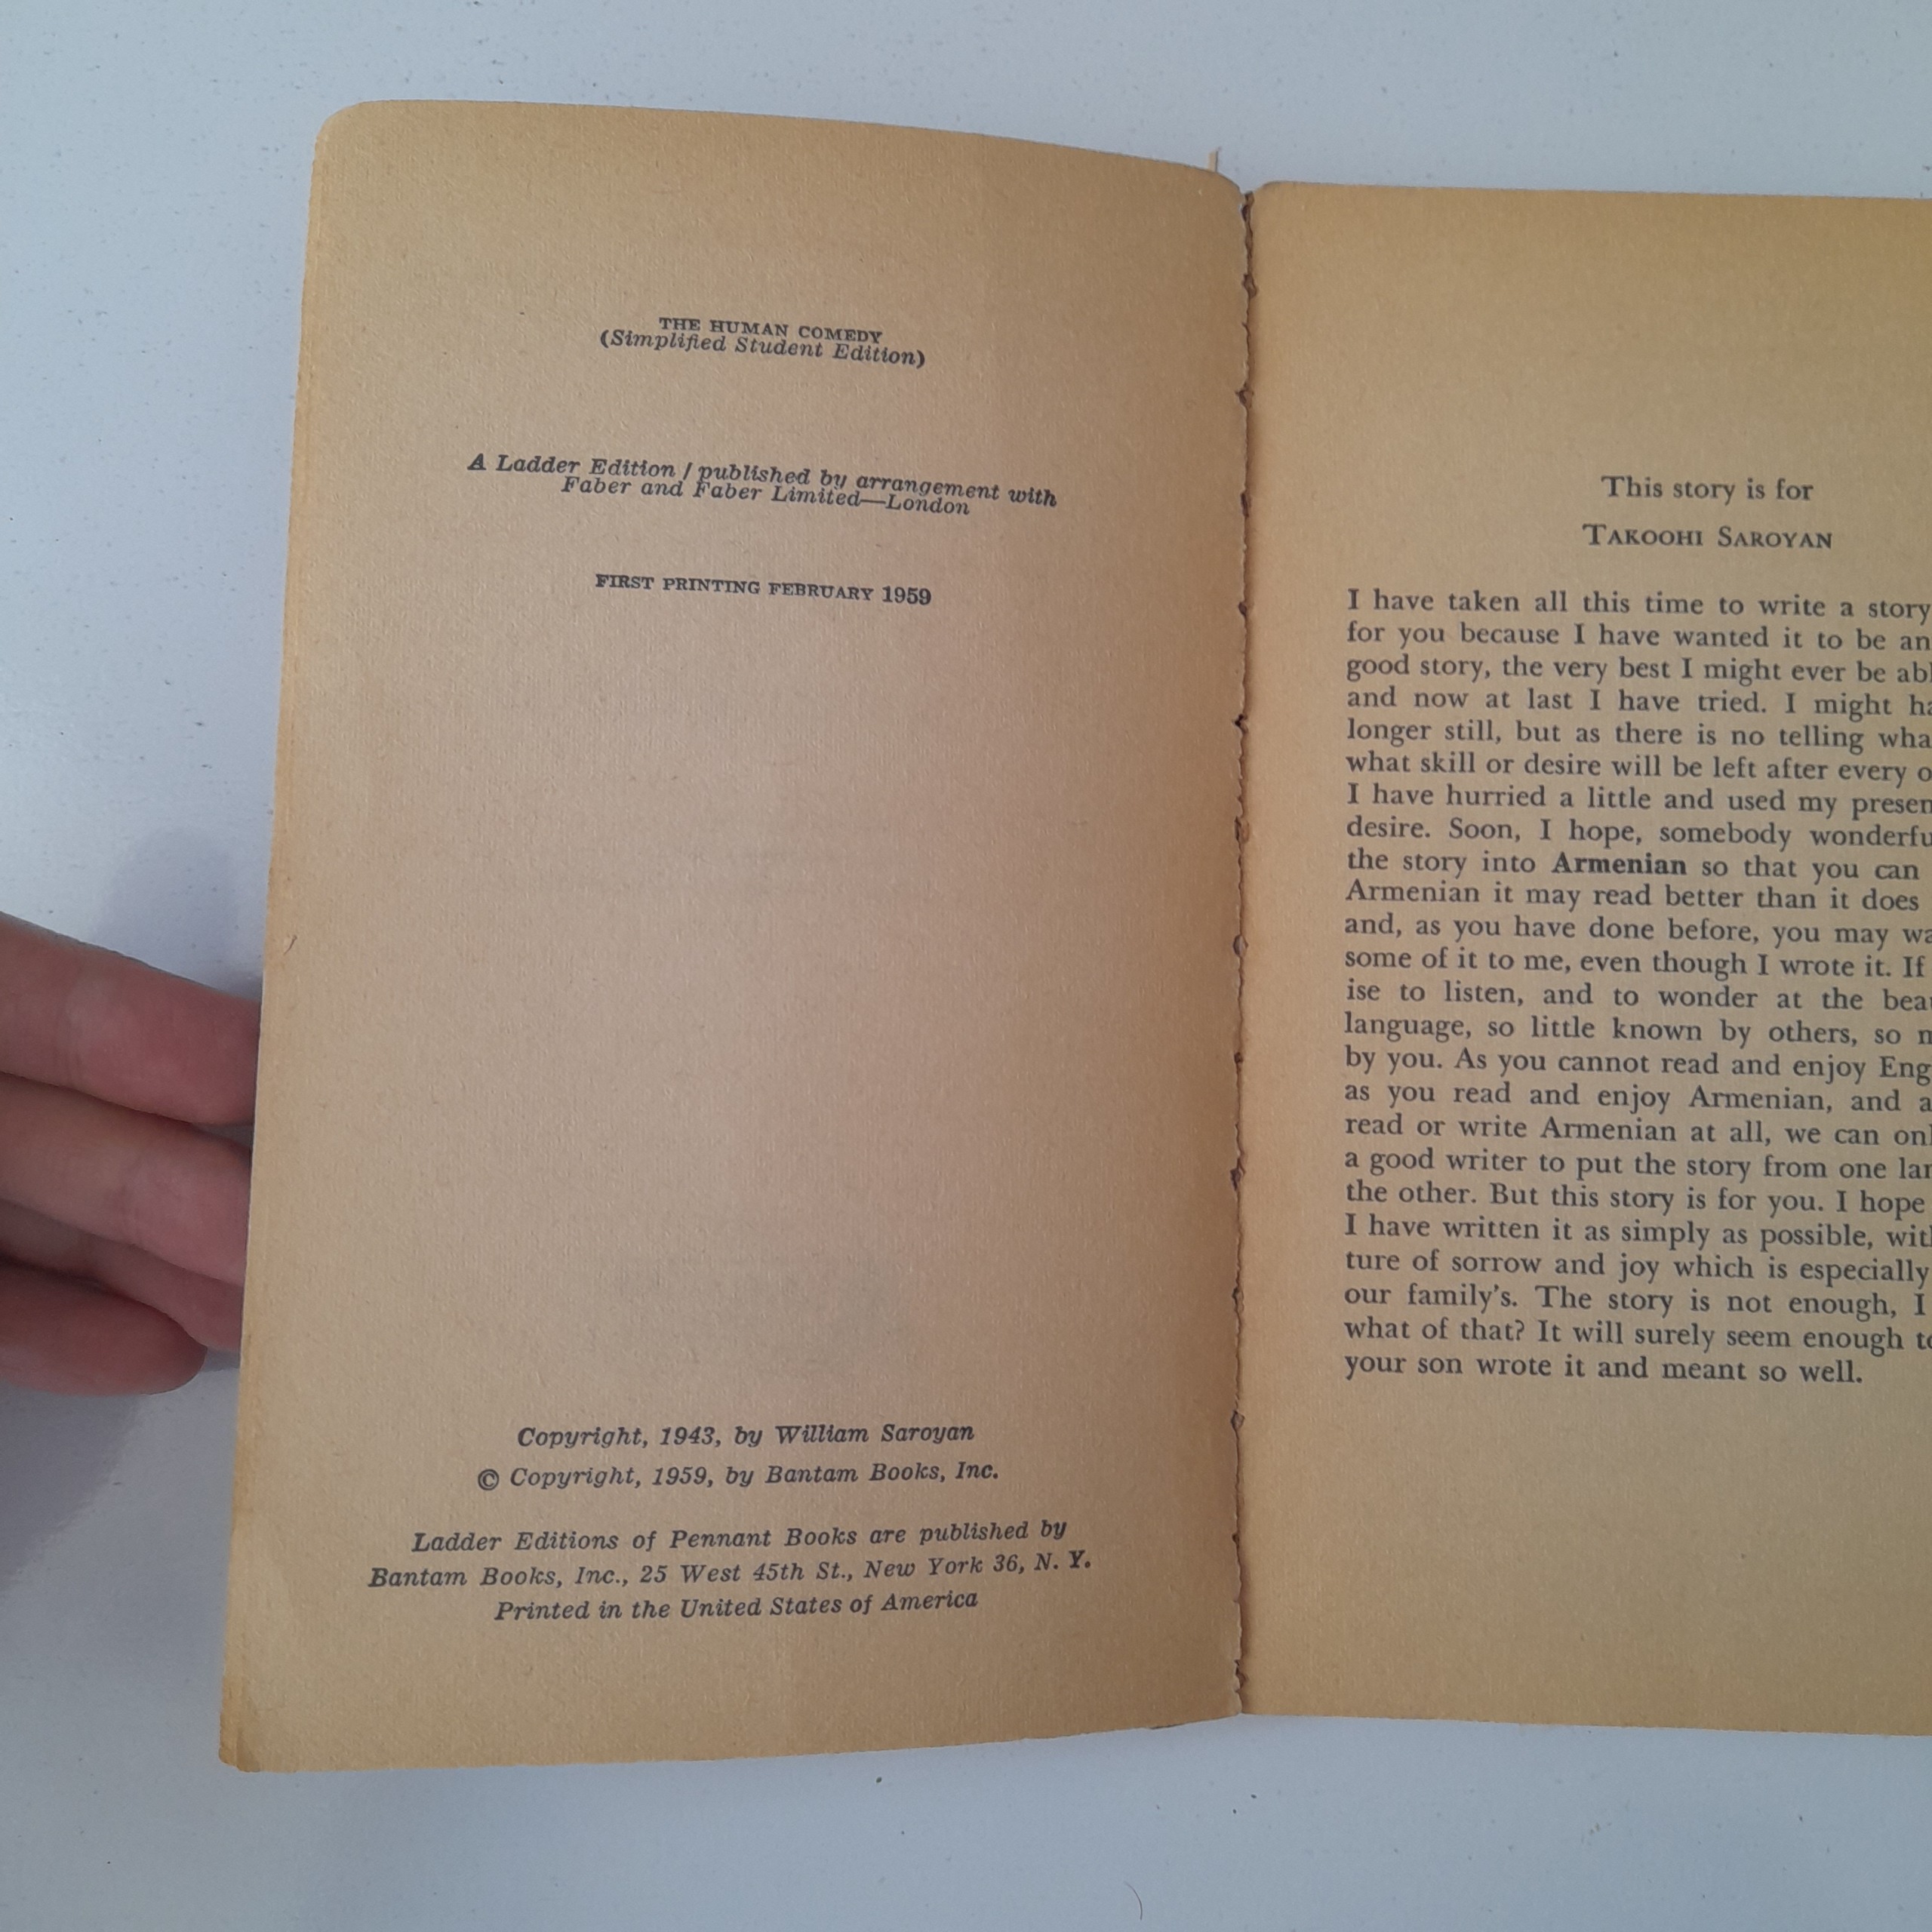 THE HUMAN COMEDY
(Simplified Student Edition)
A Ladder Edition / published by arrangement with
Faber and Faber Limited—London
FIRST PRINTING FEBRUARY 1959
Copyright, 1943, by William Saroyan
© Copyright, 1959, by Bantam Books, Inc.
Ladder Editions of Pennant Books are published by
Bantam Books, Inc., 25 West 45th St., New York 36, N. Y.
Printed in the United States of America
This story is for
TAKOOHI SAROYAN
I have taken all this time to write a story
for you because I have wanted it to be an
good story, the very best I might ever be
and now at last I have tried. I might
longer still, but as there is no telling
what skill or desire will be left after every
I have hurried a little and used my
desire. Soon, I hope, somebody
the story into Armenian so that you can
Armenian it may read better than it does
and, as you have done before, you may
some of it to me, even though I wrote it. If
ise to listen, and to wonder at the
language, so little known by others, so
by you. As you cannot read and enjoy
as you read and enjoy Armenian, and
read or write Armenian at all, we can
a good writer to put the story from one
the other. But this story is for you. I hope
I have written it as simply as possible,
ture of sorrow and joy which is especially
our family's. The story is not enough, I
what of that? It will surely seem enough
your son wrote it and meant so well.